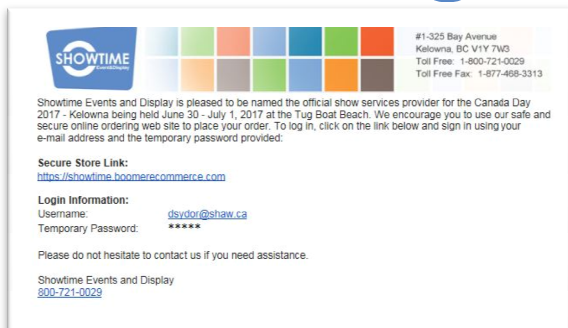 SHOWTIME
Event&Display
#1-325 Bay Avenue
Kelowna, BC V1Y 7W3
Toll Free: 1-800-721-0029
Toll Free Fax: 1-877-468-3313
Showtime Events and Display is pleased to be named the official show services provider for the Canada Day
2017 - Kelowna being held June 30 - July 1, 2017 at the Tug Boat Beach. We encourage you to use our safe and
secure online ordering web site to place your order. To log in, click on the link below and sign in using your
e-mail address and the temporary password provided:
Secure Store Link:
https://showtime.boomerecommerce.com
Login Information:
Username: dsydor@shaw.ca
Temporary Password: *****
Please do not hesitate to contact us if you need assistance.
Showtime Events and Display
800-721-0029